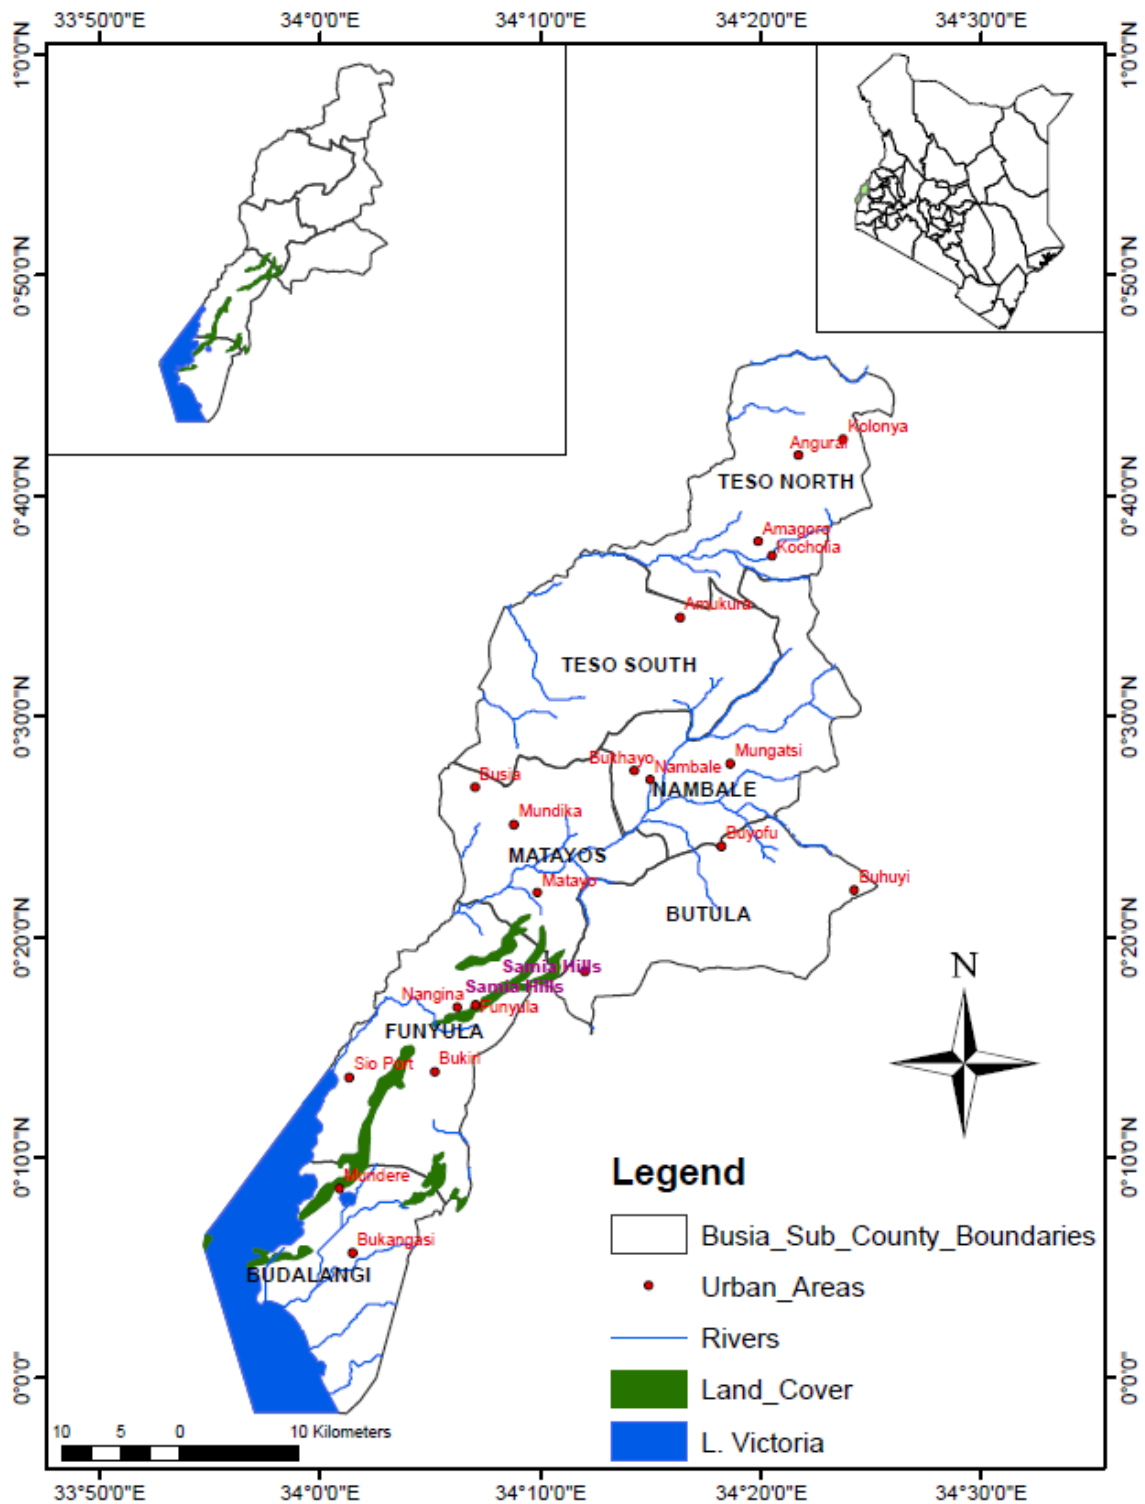 33°50'0"E 34°0'0"E 34°10'0"E 34°20'0"E 34°30'0"E
1°0'0"N 1°0'0"N
0°50'0"N 0°50'0"N
0°40'0"N 0°40'0"N
0°30'0"N 0°30'0"N
0°20'0"N 0°20'0"N
0°10'0"N 0°10'0"N
0°0'0" 0°0'0"
Kolonya
Angurai
TESO NORTH
Amagoro
Kocholia
Amukura
TESO SOUTH
Mungatsi
Bukhayo
Nambale
Busia
NAMBALE
Mundika
Buyofu
MATAYOS
Matayo
Buhuyi
BUTULA
Samia Hills
Samia Hills
Nangina
Funyula
FUNYULA
Sio Port
Bukiri
Mundere
Bukangasi
BUDALANGI
N
Legend
Busia_Sub_County_Boundaries
Urban_Areas
Rivers
Land_Cover
L. Victoria
10 5 0 10 Kilometers
33°50'0"E 34°0'0"E 34°10'0"E 34°20'0"E 34°30'0"E